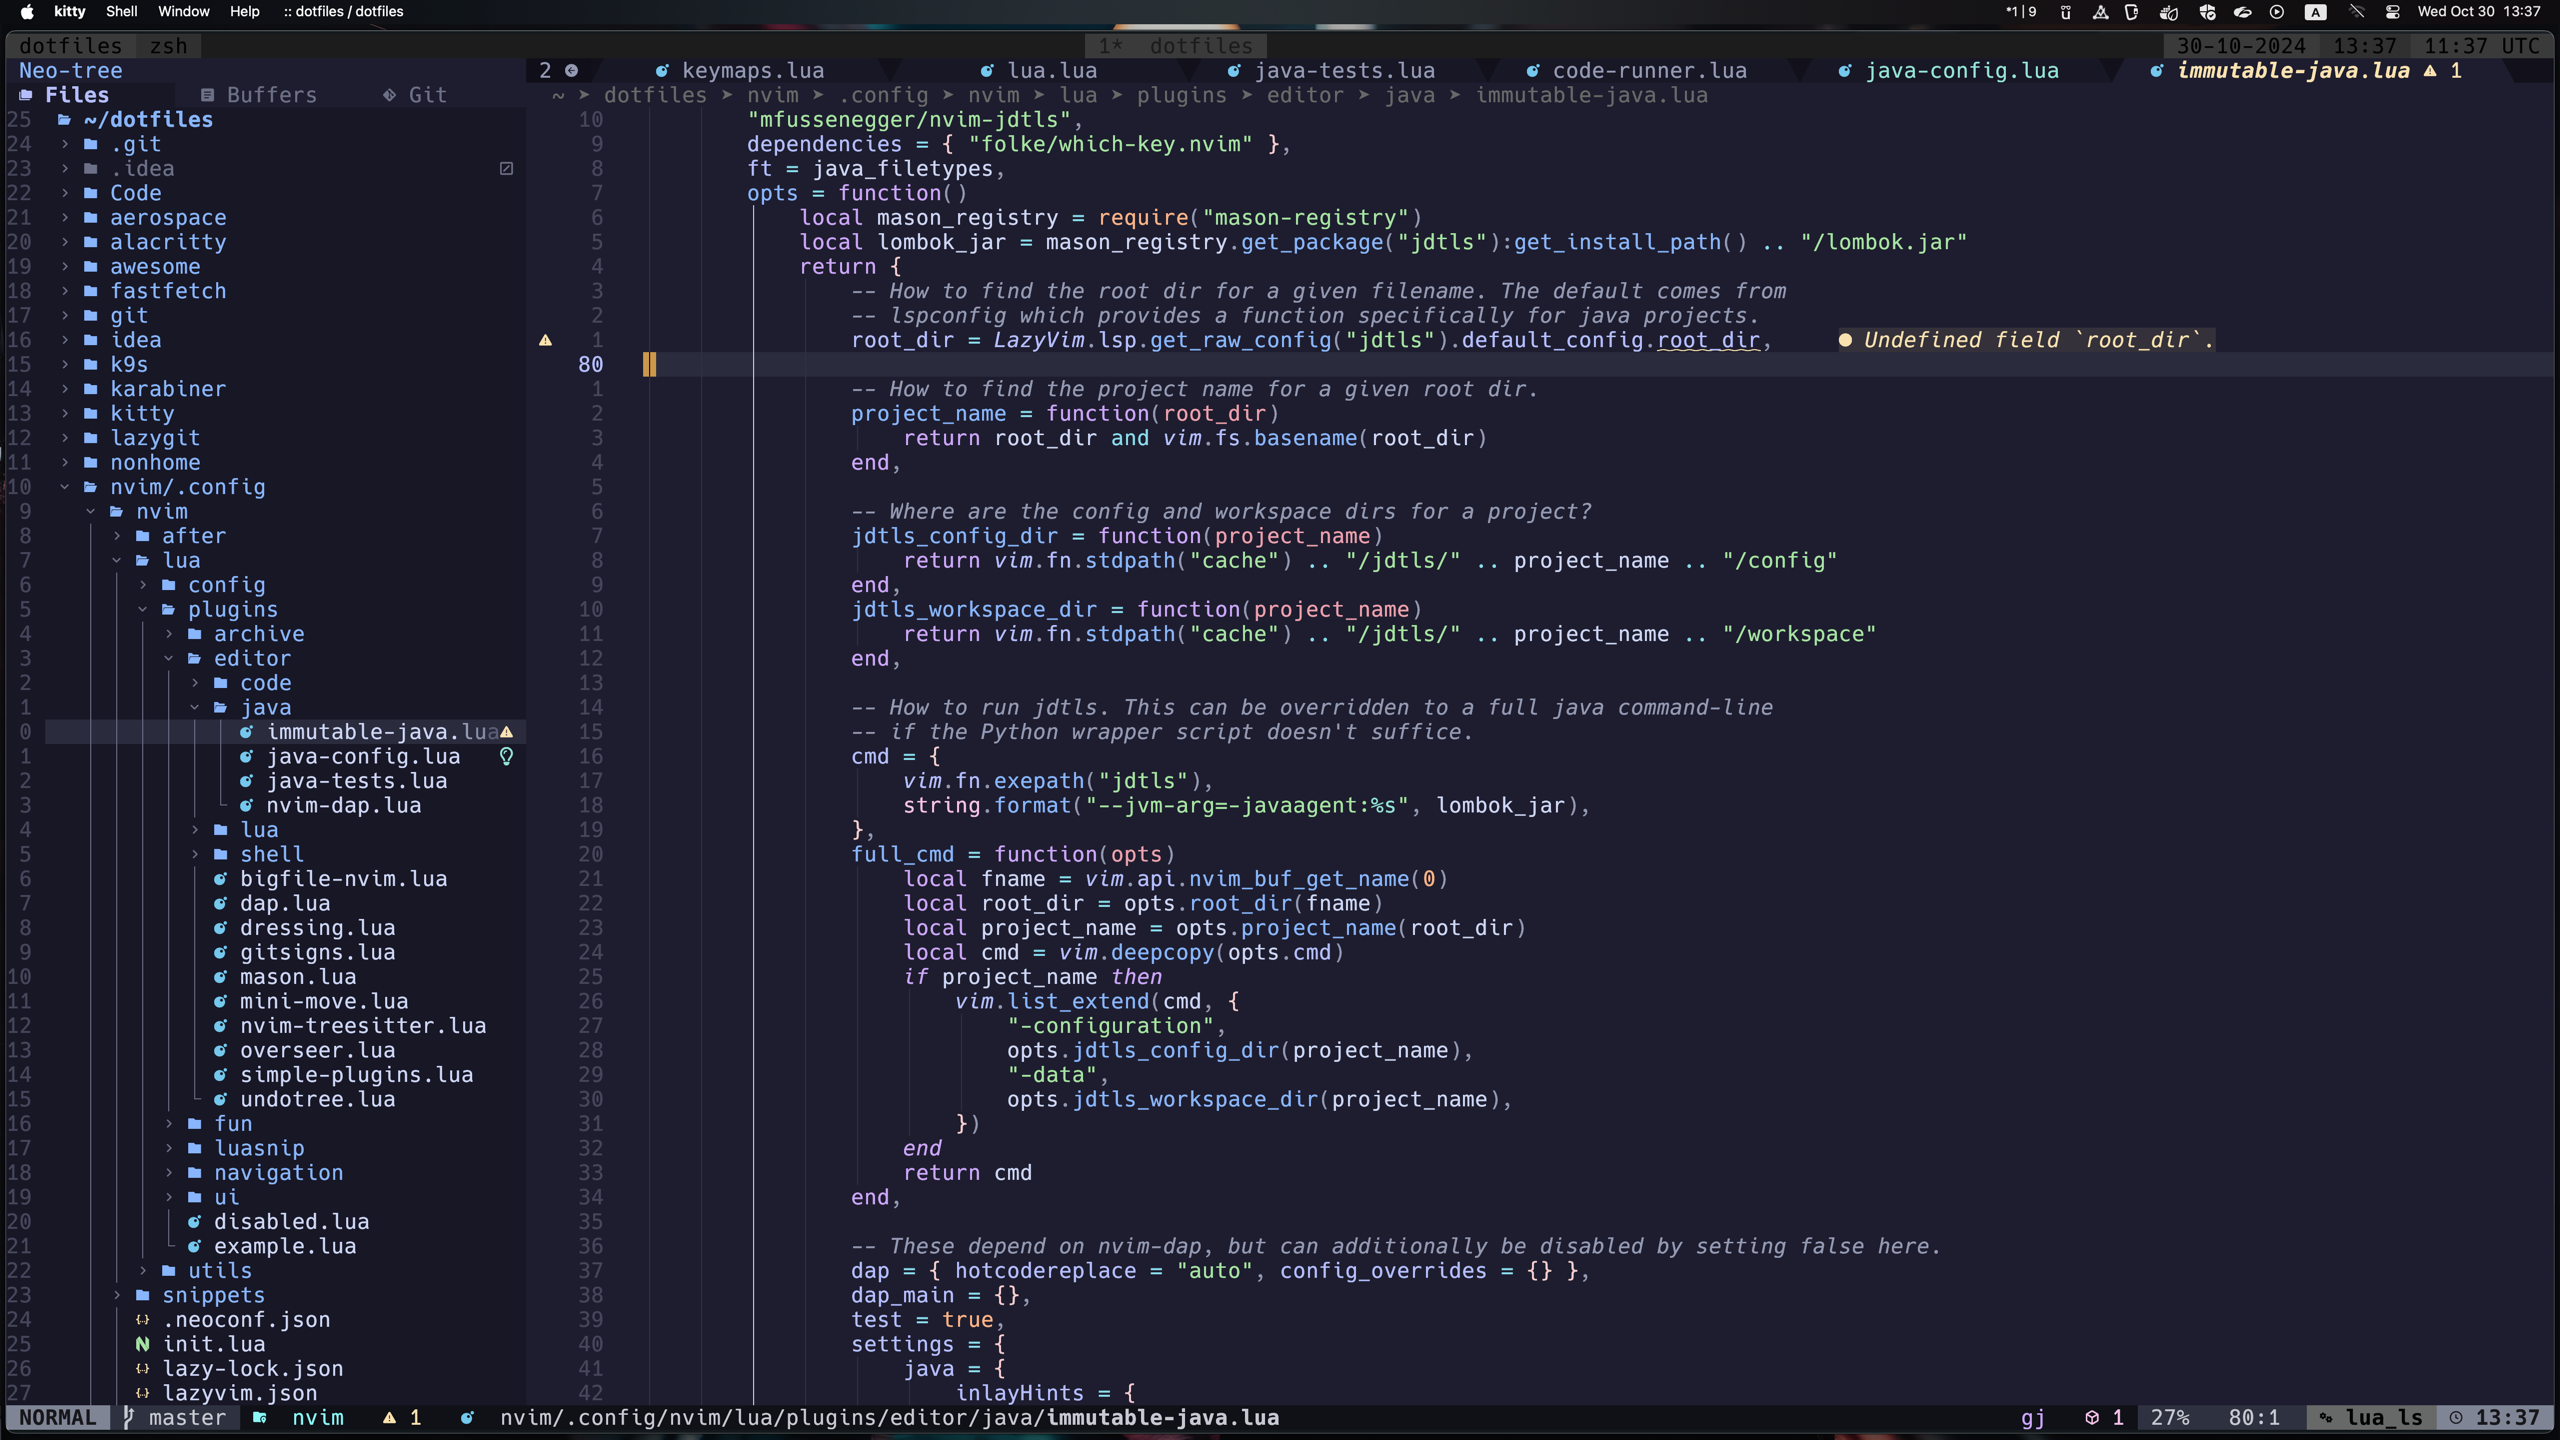 kitty Shell Window Help :: dotfiles / dotfiles *1|9 ü A Wed Oct 30 13:37
dotfiles zsh 1* dotfiles 30-10-2024 13:37 11:37 UTC
Neo-tree 2 keymaps.lua lua.lua java-tests.lua code-runner.lua java-config.lua immutable-java.lua 1
Files Buffers Git ~ ➤ dotfiles ➤ nvim ➤ .config ➤ nvim ➤ lua ➤ plugins ➤ editor ➤ java ➤ immutable-java.lua
25 ~/dotfiles 10 "mfussenegger/nvim-jdtls",
24 .git 9 dependencies = { "folke/which-key.nvim" },
23 .idea 8 ft = java_filetypes,
22 Code 7 opts = function()
21 aerospace 6 local mason_registry = require("mason-registry")
20 alacritty 5 local lombok_jar = mason_registry.get_package("jdtls"):get_install_path() .. "/lombok.jar"
19 awesome 4 return {
18 fastfetch 3 -- How to find the root dir for a given filename. The default comes from
17 git 2 -- lspconfig which provides a function specifically for java projects.
16 idea 1 root_dir = LazyVim.lsp.get_raw_config("jdtls").default_config.root_dir, ● Undefined field `root_dir`.
15 k9s 80
14 karabiner 1 -- How to find the project name for a given root dir.
13 kitty 2 project_name = function(root_dir)
12 lazygit 3 return root_dir and vim.fs.basename(root_dir)
11 nonhome 4 end,
10 nvim/.config 5
9 nvim 6 -- Where are the config and workspace dirs for a project?
8 after 7 jdtls_config_dir = function(project_name)
7 lua 8 return vim.fn.stdpath("cache") .. "/jdtls/" .. project_name .. "/config"
6 config 9 end,
5 plugins 10 jdtls_workspace_dir = function(project_name)
4 archive 11 return vim.fn.stdpath("cache") .. "/jdtls/" .. project_name .. "/workspace"
3 editor 12 end,
2 code 13
1 java 14 -- How to run jdtls. This can be overridden to a full java command-line
0 immutable-java.lua 15 -- if the Python wrapper script doesn't suffice.
1 java-config.lua 16 cmd = {
2 java-tests.lua 17 vim.fn.exepath("jdtls"),
3 nvim-dap.lua 18 string.format("--jvm-arg=-javaagent:%s", lombok_jar),
4 lua 19 },
5 shell 20 full_cmd = function(opts)
6 bigfile-nvim.lua 21 local fname = vim.api.nvim_buf_get_name(0)
7 dap.lua 22 local root_dir = opts.root_dir(fname)
8 dressing.lua 23 local project_name = opts.project_name(root_dir)
9 gitsigns.lua 24 local cmd = vim.deepcopy(opts.cmd)
10 mason.lua 25 if project_name then
11 mini-move.lua 26 vim.list_extend(cmd, {
12 nvim-treesitter.lua 27 "-configuration",
13 overseer.lua 28 opts.jdtls_config_dir(project_name),
14 simple-plugins.lua 29 "-data",
15 undotree.lua 30 opts.jdtls_workspace_dir(project_name),
16 fun 31 })
17 luasnip 32 end
18 navigation 33 return cmd
19 ui 34 end,
20 disabled.lua 35
21 example.lua 36 -- These depend on nvim-dap, but can additionally be disabled by setting false here.
22 utils 37 dap = { hotcodereplace = "auto", config_overrides = {} },
23 snippets 38 dap_main = {},
24 .neoconf.json 39 test = true,
25 init.lua 40 settings = {
26 lazy-lock.json 41 java = {
27 lazyvim.json 42 inlayHints = {
NORMAL master nvim 1 nvim/.config/nvim/lua/plugins/editor/java/immutable-java.lua gj 1 27% 80:1 lua_ls 13:37